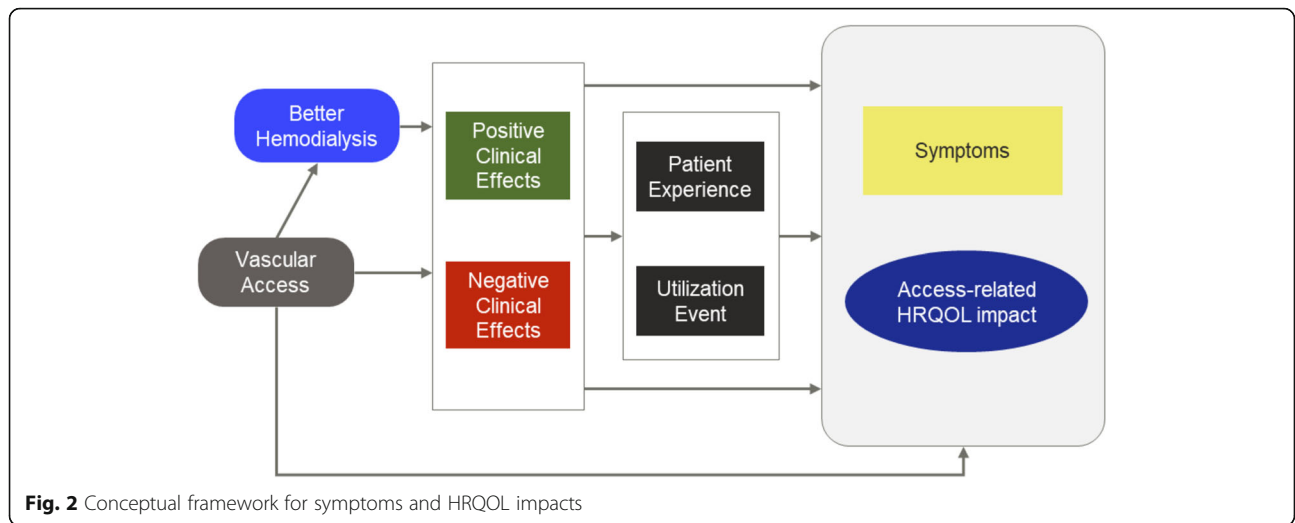 Better
Hemodialysis
Vascular
Access
Positive
Clinical
Effects
Negative
Clinical
Effects
Patient
Experience
Utilization
Event
Symptoms
Access-related
HRQOL impact
Fig. 2 Conceptual framework for symptoms and HRQOL impacts